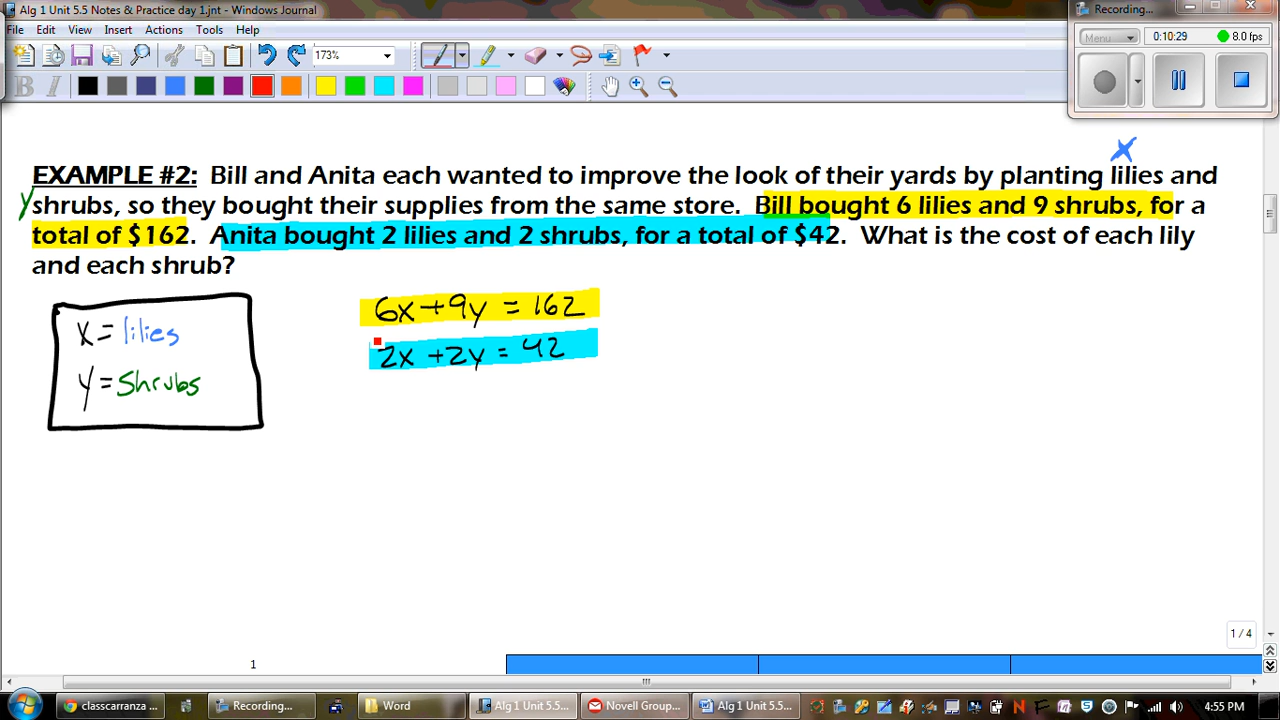 Alg 1 Unit 5.5 Notes & Practice day 1.jnt - Windows Journal
Recording...
File Edit View Insert Actions Tools Help
Menu 0:10:29 8.0 fps
173%
B I
x
EXAMPLE #2: Bill and Anita each wanted to improve the look of their yards by planting lilies and
y shrubs, so they bought their supplies from the same store. Bill bought 6 lilies and 9 shrubs, for a
total of $162. Anita bought 2 lilies and 2 shrubs, for a total of $42. What is the cost of each lily
and each shrub?
6x+9y = 162
x = lilies
2x + 2y = 42
y = Shrubs
1 / 4
1
classcarranza ... Recording... Word Alg 1 Unit 5.5... Novell Group... Alg 1 Unit 5.5... 4:55 PM